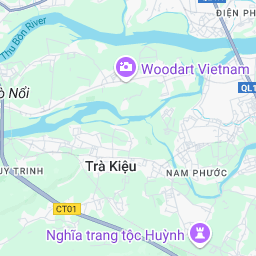 ĐIỆN PH
Thu Bồn River
Woodart Vietnam
QL1
Nổi
Trà Kiệu
NAM PHƯỚC
UY TRINH
CT01
Nghĩa trang tộc Huỳnh